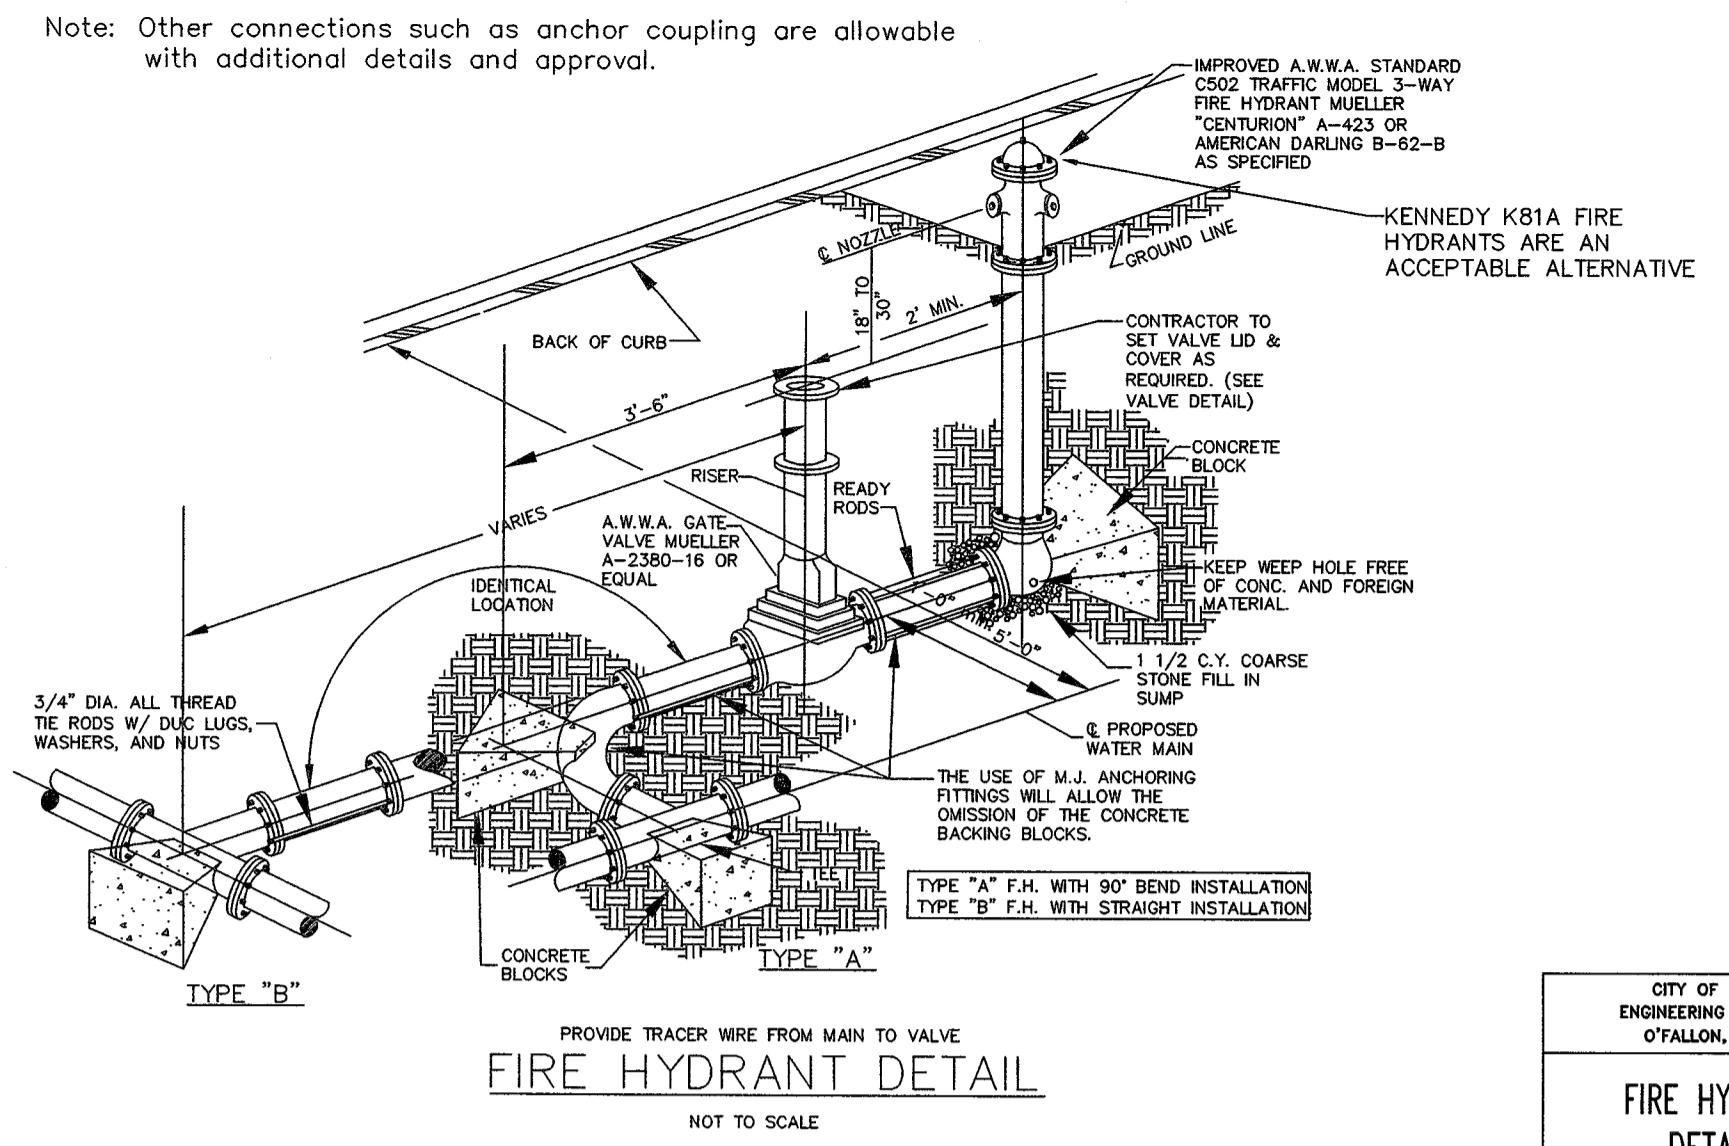 Note: Other connections such as anchor coupling are allowable
with additional details and approval.
IMPROVED A.W.W.A. STANDARD
C502 TRAFFIC MODEL 3-WAY
FIRE HYDRANT MUELLER
"CENTURION" A-423 OR
AMERICAN DARLING B-62-B
AS SPECIFIED
KENNEDY K81A FIRE
HYDRANTS ARE AN
ACCEPTABLE ALTERNATIVE
℄ NOZZLE
GROUND LINE
18" TO
30"
2' MIN.
BACK OF CURB
CONTRACTOR TO
SET VALVE LID &
COVER AS
REQUIRED. (SEE
VALVE DETAIL)
3'-6"
CONCRETE
BLOCK
RISER
READY
RODS
VARIES
A.W.W.A. GATE
VALVE MUELLER
A-2380-16 OR
EQUAL
IDENTICAL
LOCATION
KEEP WEEP HOLE FREE
OF CONC. AND FOREIGN
MATERIAL.
5'-0"
1 1/2 C.Y. COARSE
STONE FILL IN
SUMP
3/4" DIA. ALL THREAD
TIE RODS W/ DUC LUGS,
WASHERS, AND NUTS
℄ PROPOSED
WATER MAIN
THE USE OF M.J. ANCHORING
FITTINGS WILL ALLOW THE
OMISSION OF THE CONCRETE
BACKING BLOCKS.
TYPE "A" F.H. WITH 90° BEND INSTALLATION
TYPE "B" F.H. WITH STRAIGHT INSTALLATION
CONCRETE
BLOCKS
TYPE "A"
TYPE "B"
PROVIDE TRACER WIRE FROM MAIN TO VALVE
FIRE HYDRANT DETAIL
NOT TO SCALE
CITY OF
ENGINEERING
O'FALLON,
FIRE HY
DETA